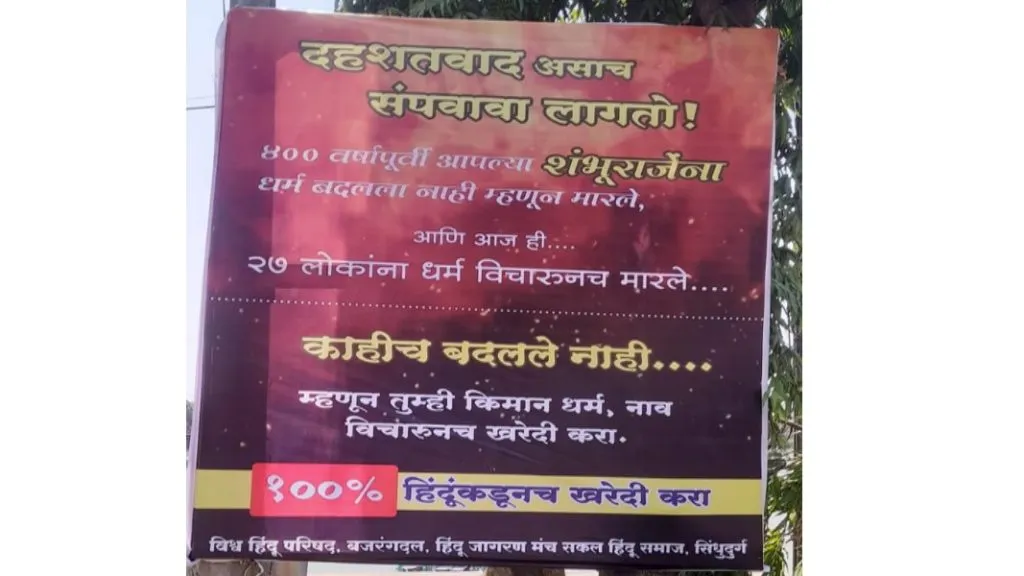 दहशतवाद असाच
संपवावा लागतो!
४०० वर्षापूर्वी आपल्या शंभूराजेंना
धर्म बदलला नाही म्हणून मारले,
आणि आज ही....
२७ लोकांना धर्म विचारुनच मारले....
काहीच बदलले नाही....
म्हणून तुम्ही किमान धर्म, नाव
विचारुनच खरेदी करा.
१००% हिंदूंकडूनच खरेदी करा
विश्व हिंदू परिषद, बजरंगदल, हिंदू जागरण मंच सकल हिंदू समाज, सिंधुदुर्ग